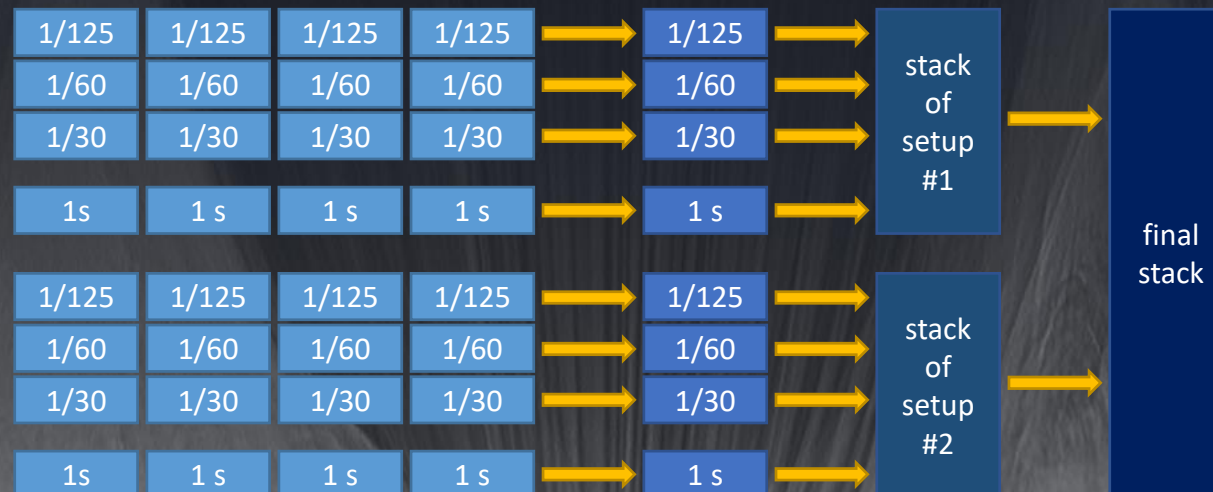 1/125 1/125 1/125 1/125 1/125
1/60 1/60 1/60 1/60 1/60
1/30 1/30 1/30 1/30 1/30
1s 1 s 1 s 1 s 1 s
stack
of
setup
#1
1/125 1/125 1/125 1/125 1/125
1/60 1/60 1/60 1/60 1/60
1/30 1/30 1/30 1/30 1/30
1s 1 s 1 s 1 s 1 s
stack
of
setup
#2
final
stack